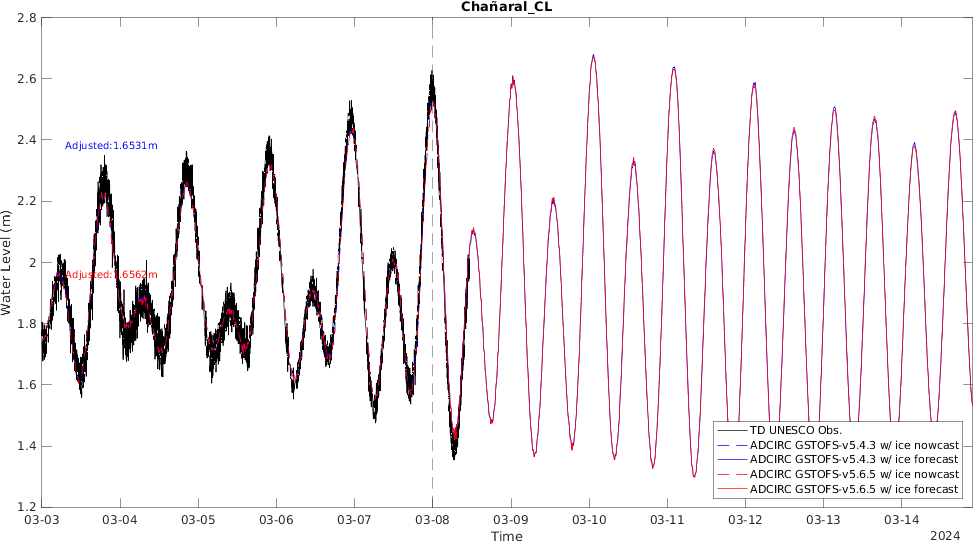 Chañaral_CL
2.8
2.6
2.4
2.2
2
1.8
1.6
1.4
1.2
Water Level (m)
Adjusted:1.6531m
Adjusted:1.6562m
TD UNESCO Obs.
ADCIRC GSTOFS-v5.4.3 w/ ice nowcast
ADCIRC GSTOFS-v5.4.3 w/ ice forecast
ADCIRC GSTOFS-v5.6.5 w/ ice nowcast
ADCIRC GSTOFS-v5.6.5 w/ ice forecast
03-03 03-04 03-05 03-06 03-07 03-08 03-09 03-10 03-11 03-12 03-13 03-14
Time
2024